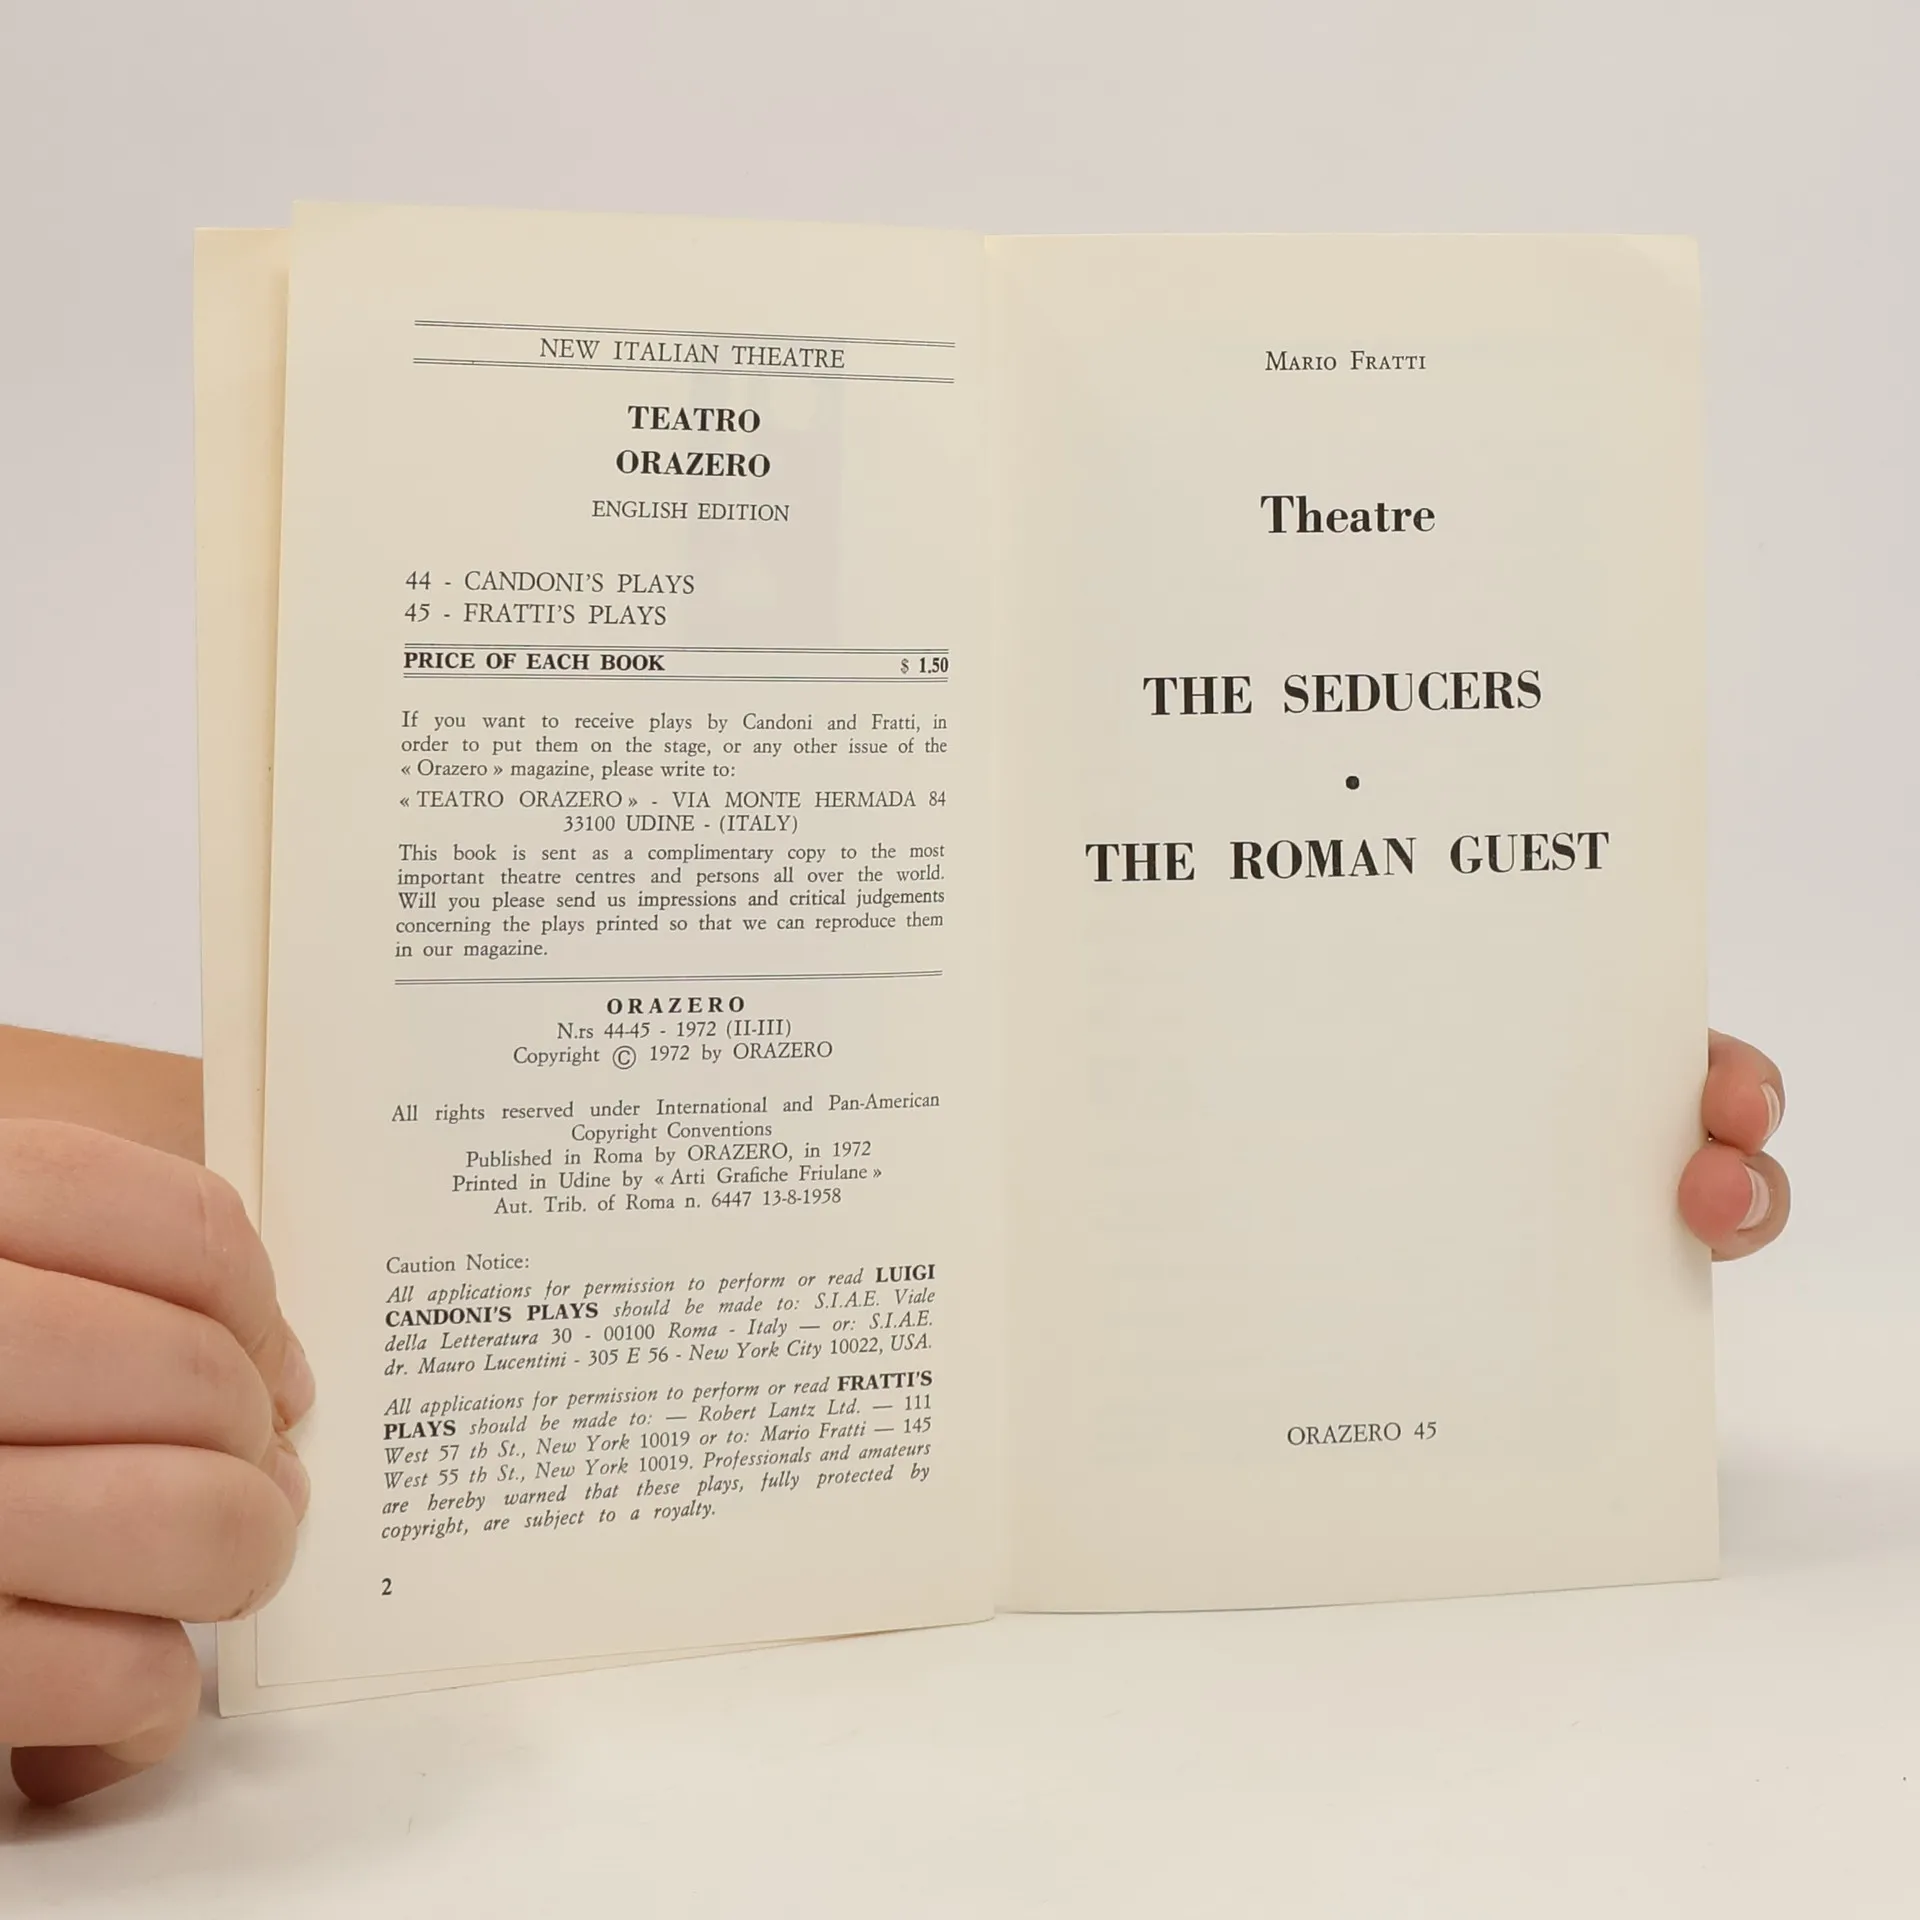 NEW ITALIAN THEATRE
TEATRO
ORAZERO
ENGLISH EDITION
44 - CANDONI'S PLAYS
45 - FRATTI'S PLAYS
PRICE OF EACH BOOK $ 1.50
If you want to receive plays by Candoni and Fratti, in
order to put them on the stage, or any other issue of the
« Orazero » magazine, please write to:
« TEATRO ORAZERO » - VIA MONTE HERMADA 84
33100 UDINE - (ITALY)
This book is sent as a complimentary copy to the most
important theatre centres and persons all over the world.
Will you please send us impressions and critical judgements
concerning the plays printed so that we can reproduce them
in our magazine.
ORAZERO
N.rs 44-45 - 1972 (II-III)
Copyright © 1972 by ORAZERO
All rights reserved under International and Pan-American
Copyright Conventions
Published in Roma by ORAZERO, in 1972
Printed in Udine by « Arti Grafiche Friulane »
Aut. Trib. of Roma n. 6447 13-8-1958
Caution Notice:
All applications for permission to perform or read LUIGI
CANDONI'S PLAYS should be made to: S.I.A.E. Viale
della Letteratura 30 - 00100 Roma - Italy — or: S.I.A.E.
dr. Mauro Lucentini - 305 E 56 - New York City 10022, USA.
All applications for permission to perform or read FRATTI'S
PLAYS should be made to: — Robert Lantz Ltd. — 111
West 57 th St., New York 10019 or to: Mario Fratti — 145
West 55 th St., New York 10019. Professionals and amateurs
are hereby warned that these plays, fully protected by
copyright, are subject to a royalty.
2
MARIO FRATTI
Theatre
THE SEDUCERS
•
THE ROMAN GUEST
ORAZERO 45